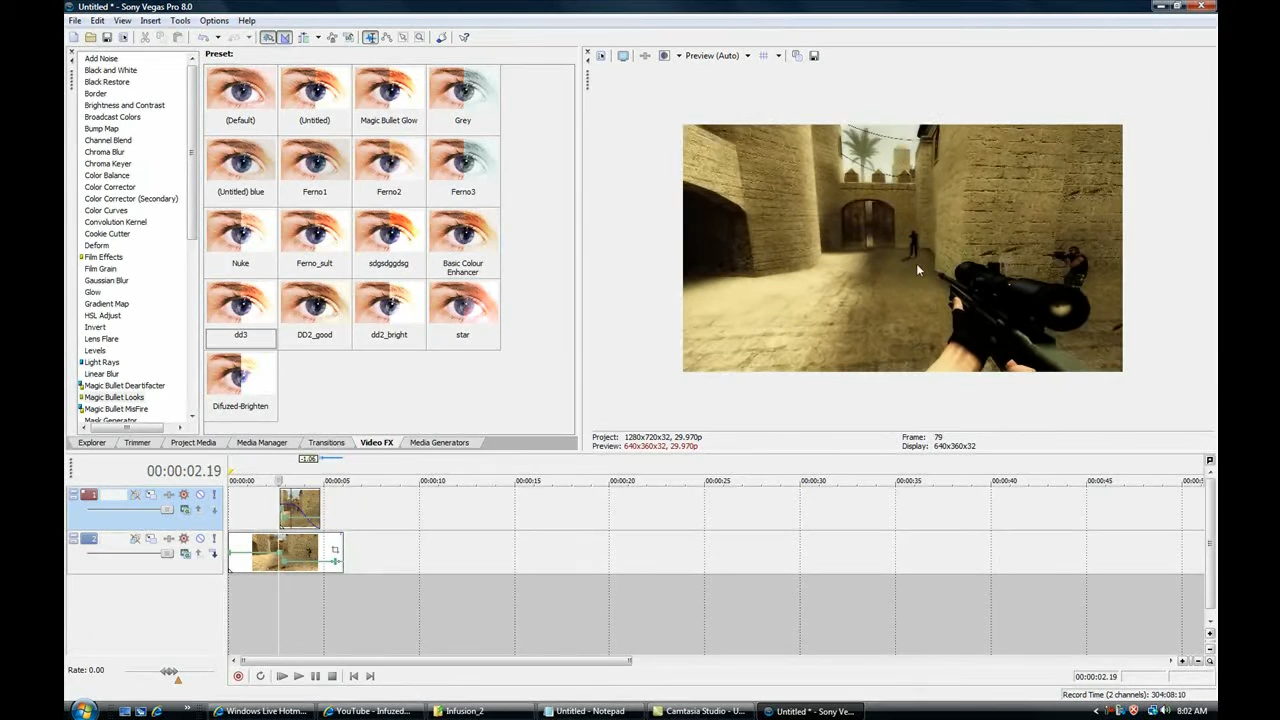 Untitled * - Sony Vegas Pro 8.0
File Edit View Insert Tools Options Help
Preset:
Preview (Auto)
Add Noise
Black and White
Black Restore
Border
Brightness and Contrast
Broadcast Colors
Bump Map
Channel Blend
Chroma Blur
Chroma Keyer
Color Balance
Color Corrector
Color Corrector (Secondary)
Color Curves
Convolution Kernel
Cookie Cutter
Deform
Film Effects
Film Grain
Gaussian Blur
Glow
Gradient Map
HSL Adjust
Invert
Lens Flare
Levels
Light Rays
Linear Blur
Magic Bullet Deartifacter
Magic Bullet Looks
Magic Bullet MisFire
Mask Generator
(Default) (Untitled) Magic Bullet Glow Grey
(Untitled) blue Ferno1 Ferno2 Ferno3
Nuke Ferno_sult sdgsdggdsg Basic Colour Enhancer
dd3 DD2_good dd2_bright star
Difuzed-Brighten
Project: 1280x720x32, 29.970p Frame: 79
Preview: 640x360x32, 29.970p Display: 640x360x32
Explorer Trimmer Project Media Media Manager Transitions Video FX Media Generators
-1.06
00:00:02.19
00:00:00 00:00:05 00:00:10 00:00:15 00:00:20 00:00:25 00:00:30 00:00:35 00:00:40 00:00:45 00:00:50
1
2
Rate: 0.00
00:00:02.19
Record Time (2 channels): 304:08:10
Windows Live Hotm... YouTube - Infuzed... Infusion_2 Untitled - Notepad Camtasia Studio - U... Untitled * - Sony Ve... 8:02 AM